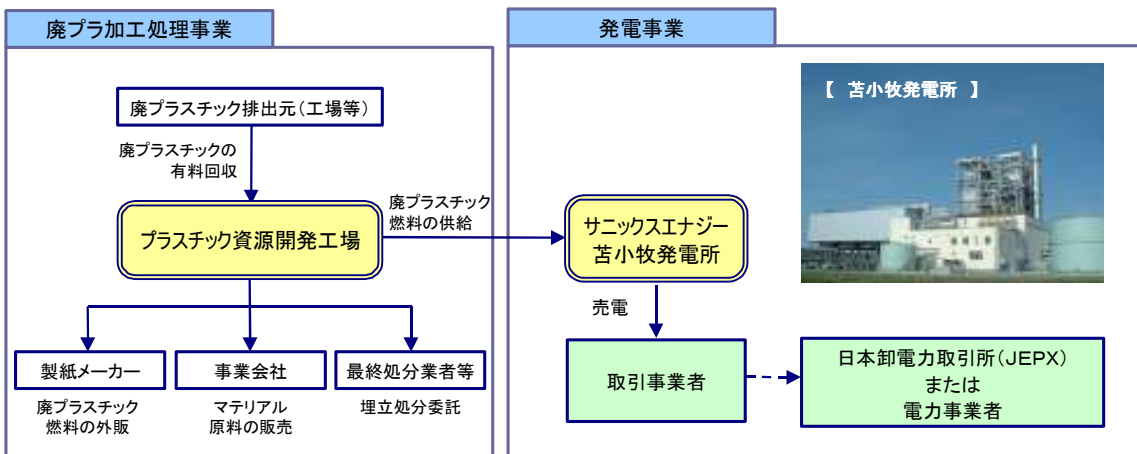 廃プラ加工処理事業
廃プラスチック排出元（工場等）
廃プラスチックの
有料回収
プラスチック資源開発工場
廃プラスチック
燃料の供給
製紙メーカー
廃プラスチック
燃料の外販
事業会社
マテリアル
原料の販売
最終処分業者等
埋立処分委託
発電事業
【 苫小牧発電所 】
サニックスエナジー
苫小牧発電所
売電
取引事業者
日本卸電力取引所（JEPX）
または
電力事業者